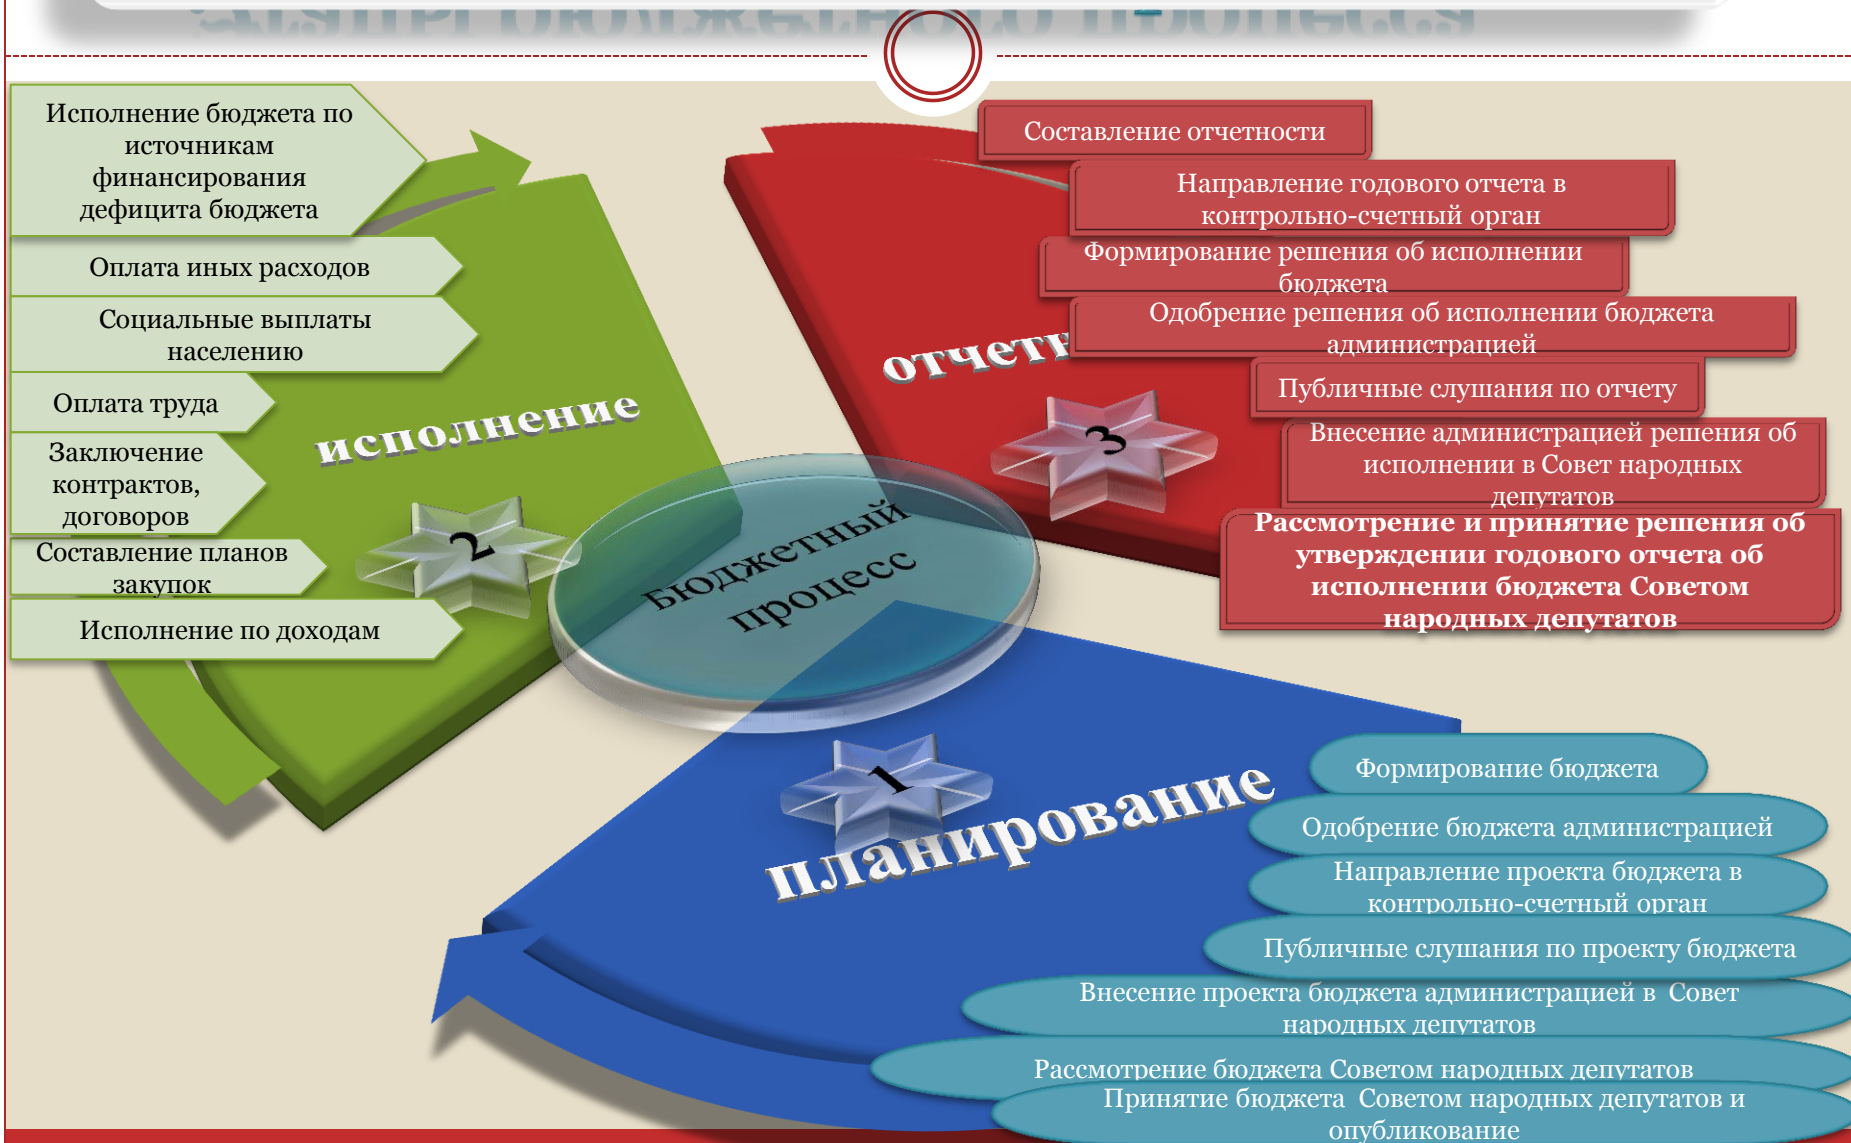 Исполнение бюджета по
источникам
финансирования
дефицита бюджета
Оплата иных расходов
Социальные выплаты
населению
Оплата труда
Заключение
контрактов,
договоров
Составление планов
закупок
Исполнение по доходам
исполнение
2
Составление отчетности
Направление годового отчета в
контрольно-счетный орган
Формирование решения об исполнении
бюджета
Одобрение решения об исполнении бюджета
администрацией
Публичные слушания по отчету
Внесение администрацией решения об
исполнении в Совет народных
депутатов
Рассмотрение и принятие решения об
утверждении годового отчета об
исполнении бюджета Советом
народных депутатов
3
Бюджетный
процесс
1
планирование
Формирование бюджета
Одобрение бюджета администрацией
Направление проекта бюджета в
контрольно-счетный орган
Публичные слушания по проекту бюджета
Внесение проекта бюджета администрацией в Совет
народных депутатов
Рассмотрение бюджета Советом народных депутатов
Принятие бюджета Советом народных депутатов и
опубликование